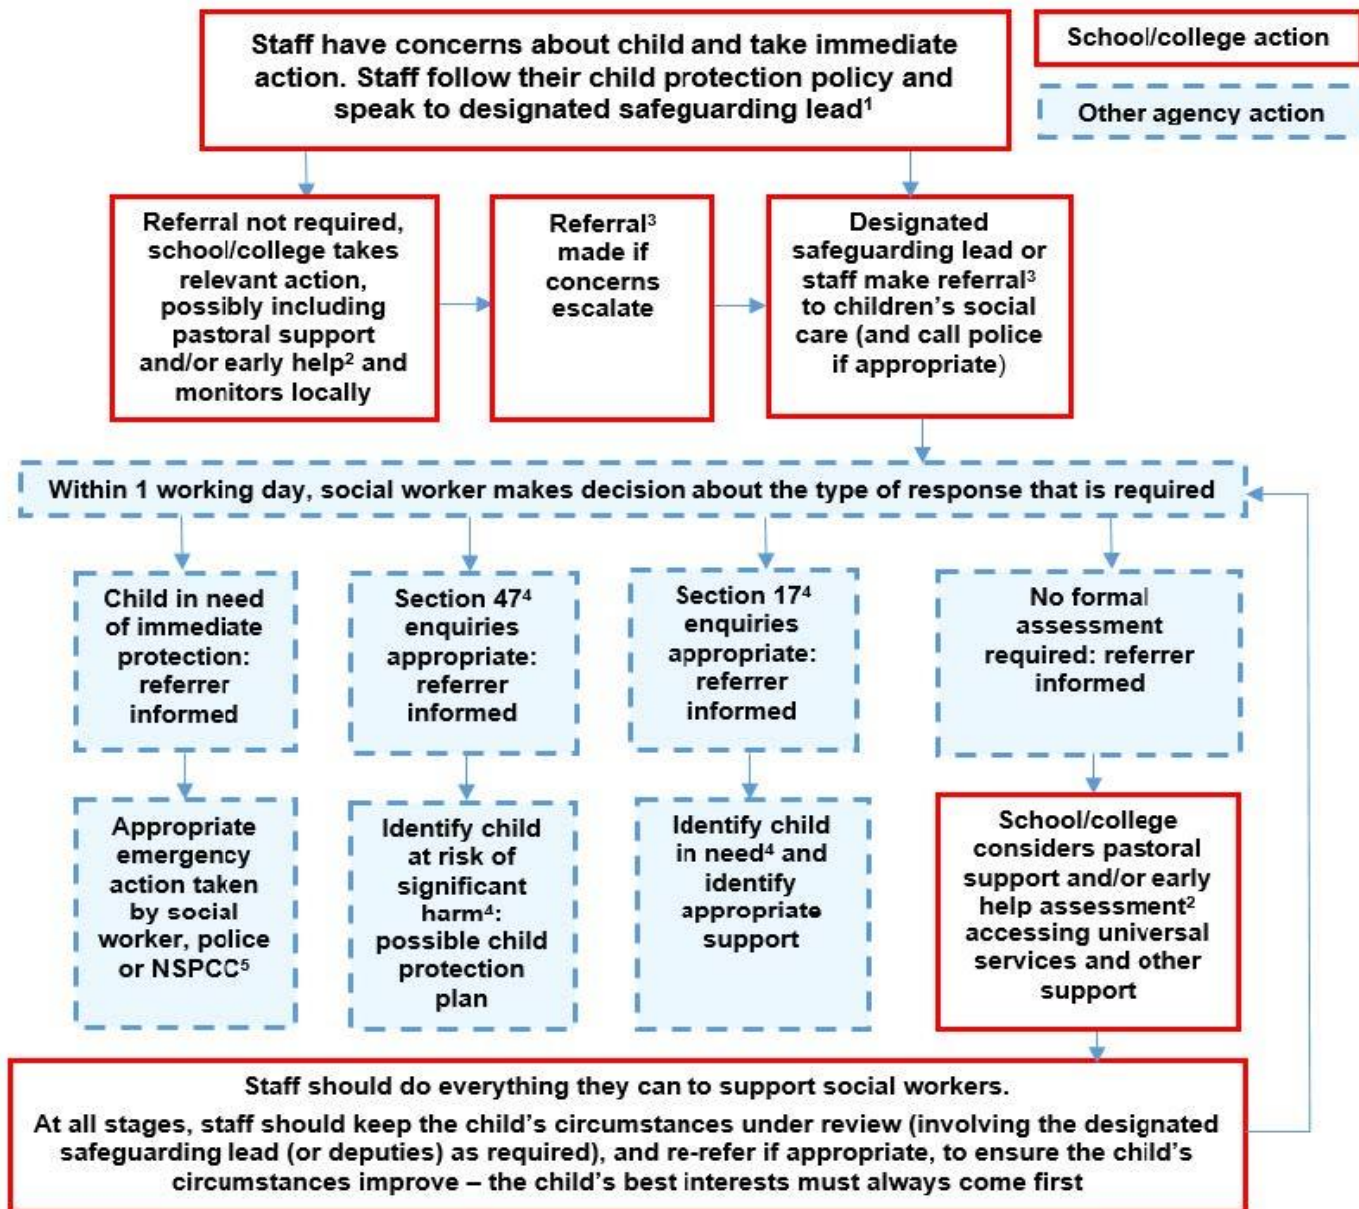 Staff have concerns about child and take immediate
action. Staff follow their child protection policy and
speak to designated safeguarding lead¹
School/college action
Other agency action
Referral not required,
school/college takes
relevant action,
possibly including
pastoral support
and/or early help² and
monitors locally
Referral³
made if
concerns
escalate
Designated
safeguarding lead or
staff make referral³
to children's social
care (and call police
if appropriate)
Within 1 working day, social worker makes decision about the type of response that is required
Child in need
of immediate
protection:
referrer
informed
Section 47⁴
enquiries
appropriate:
referrer
informed
Section 17⁴
enquiries
appropriate:
referrer
informed
No formal
assessment
required: referrer
informed
Appropriate
emergency
action taken
by social
worker, police
or NSPCC⁵
Identify child
at risk of
significant
harm⁴:
possible child
protection
plan
Identify child
in need⁴ and
identify
appropriate
support
School/college
considers pastoral
support and/or early
help assessment²
accessing universal
services and other
support
Staff should do everything they can to support social workers.
At all stages, staff should keep the child's circumstances under review (involving the designated
safeguarding lead (or deputies) as required), and re-refer if appropriate, to ensure the child's
circumstances improve – the child's best interests must always come first